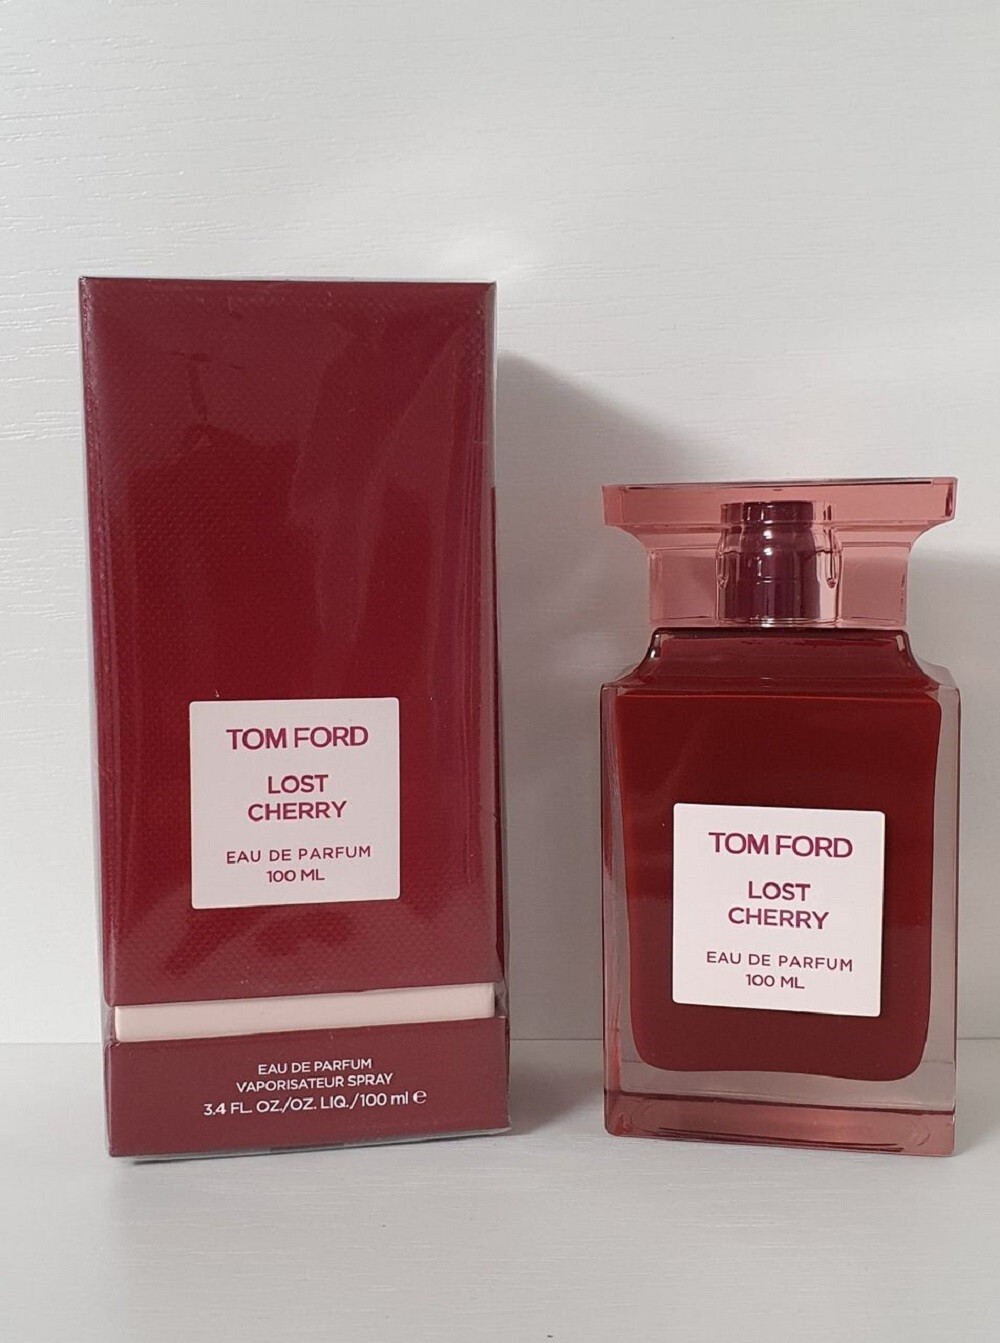 TOM FORD
LOST
CHERRY
EAU DE PARFUM
100 ML
EAU DE PARFUM
VAPORISATEUR SPRAY
3.4 FL. OZ./OZ. LIQ./100 ml ℮
TOM FORD
LOST
CHERRY
EAU DE PARFUM
100 ML